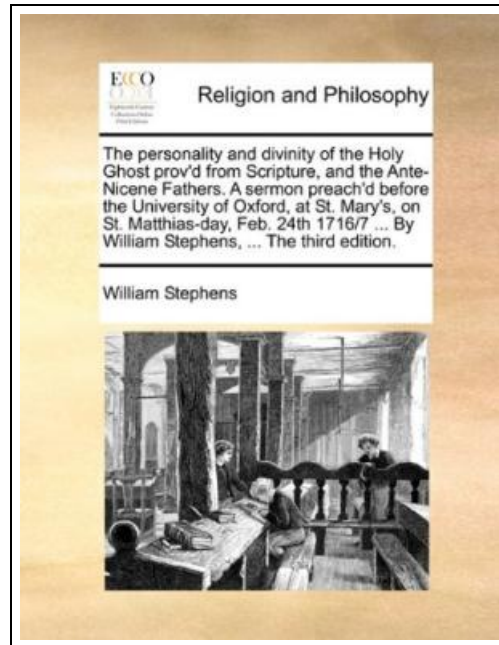 ECCO
Religion and Philosophy
The personality and divinity of the Holy
Ghost prov'd from Scripture, and the Ante-
Nicene Fathers. A sermon preach'd before
the University of Oxford, at St. Mary's, on
St. Matthias-day, Feb. 24th 1716/7 ... By
William Stephens, ... The third edition.
William Stephens